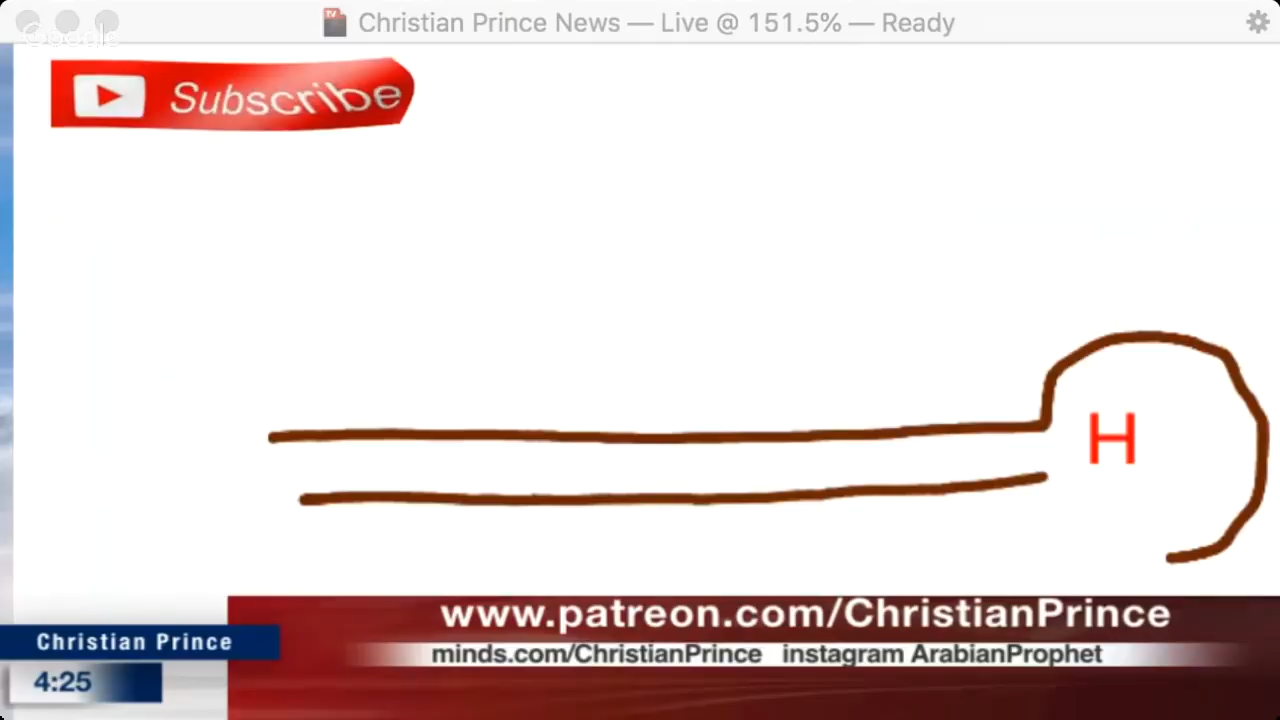 Christian Prince News — Live @ 151.5% — Ready
Google
Subscribe
H
www.patreon.com/ChristianPrince
Christian Prince
minds.com/ChristianPrince instagram ArabianProphet
4:25